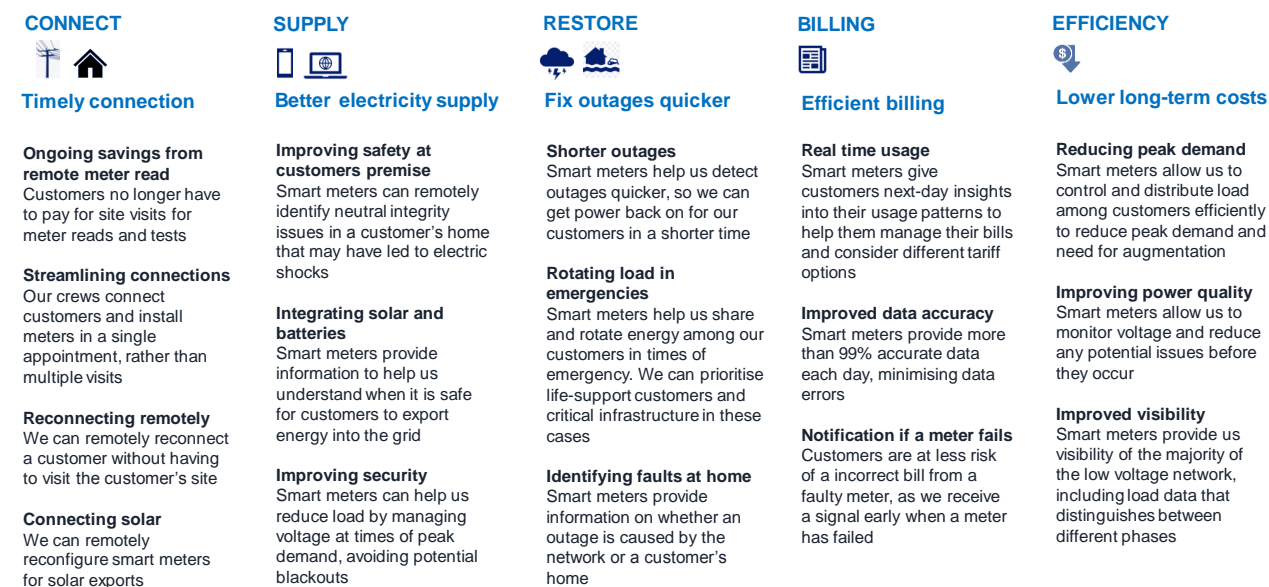 CONNECT
Timely connection
Ongoing savings from
remote meter read
Customers no longer have
to pay for site visits for
meter reads and tests
Streamlining connections
Our crews connect
customers and install
meters in a single
appointment, rather than
multiple visits
Reconnecting remotely
We can remotely reconnect
a customer without having
to visit the customer's site
Connecting solar
We can remotely
reconfigure smart meters
for solar exports
SUPPLY
Better electricity supply
Improving safety at
customers premise
Smart meters can remotely
identify neutral integrity
issues in a customer's home
that may have led to electric
shocks
Integrating solar and
batteries
Smart meters provide
information to help us
understand when it is safe
for customers to export
energy into the grid
Improving security
Smart meters can help us
reduce load by managing
voltage at times of peak
demand, avoiding potential
blackouts
RESTORE
Fix outages quicker
Shorter outages
Smart meters help us detect
outages quicker, so we can
get power back on for our
customers in a shorter time
Rotating load in
emergencies
Smart meters help us share
and rotate energy among our
customers in times of
emergency. We can prioritise
life-support customers and
critical infrastructure in these
cases
Identifying faults at home
Smart meters provide
information on whether an
outage is caused by the
network or a customer's
home
BILLING
Efficient billing
Real time usage
Smart meters give
customers next-day insights
into their usage patterns to
help them manage their bills
and consider different tariff
options
Improved data accuracy
Smart meters provide more
than 99% accurate data
each day, minimising data
errors
Notification if a meter fails
Customers are at less risk
of a incorrect bill from a
faulty meter, as we receive
a signal early when a meter
has failed
EFFICIENCY
$
Lower long-term costs
Reducing peak demand
Smart meters allow us to
control and distribute load
among customers efficiently
to reduce peak demand and
need for augmentation
Improving power quality
Smart meters allow us to
monitor voltage and reduce
any potential issues before
they occur
Improved visibility
Smart meters provide us
visibility of the majority of
the low voltage network,
including load data that
distinguishes between
different phases